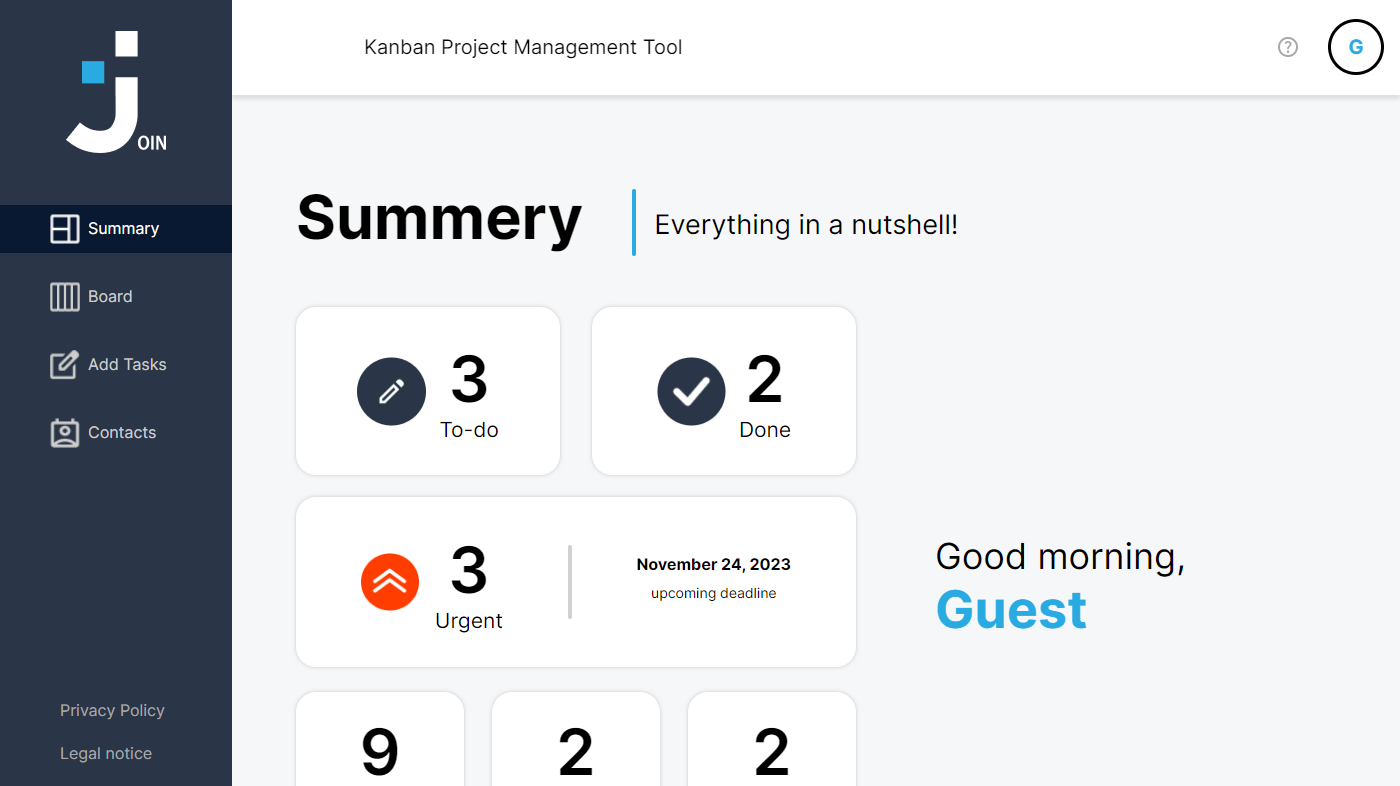 OIN
Kanban Project Management Tool
G
Summary
Board
Add Tasks
Contacts
Privacy Policy
Legal notice
Summery
Everything in a nutshell!
3
To-do
2
Done
3
Urgent
November 24, 2023
upcoming deadline
Good morning,
Guest
9
2
2